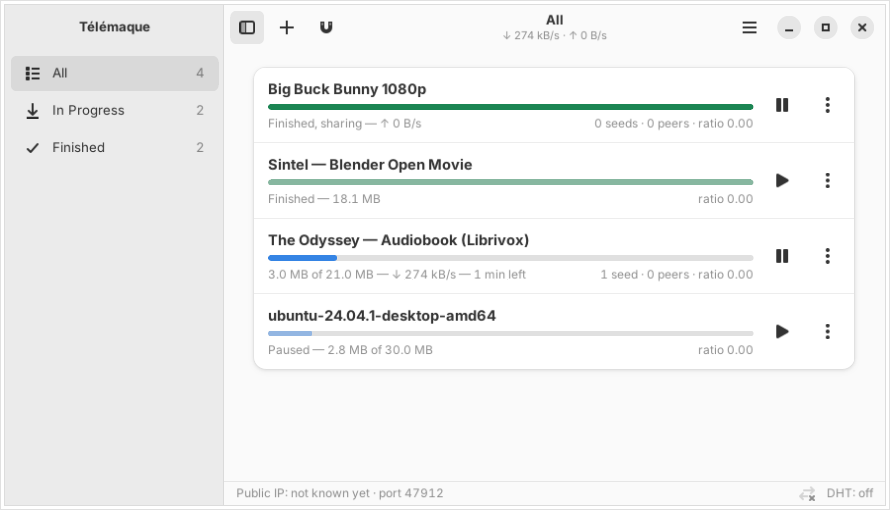 Télémaque
All 4
In Progress 2
Finished 2
All
↓ 274 kB/s · ↑ 0 B/s
Big Buck Bunny 1080p
Finished, sharing — ↑ 0 B/s 0 seeds · 0 peers · ratio 0.00
Sintel — Blender Open Movie
Finished — 18.1 MB ratio 0.00
The Odyssey — Audiobook (Librivox)
3.0 MB of 21.0 MB — ↓ 274 kB/s — 1 min left 1 seed · 0 peers · ratio 0.00
ubuntu-24.04.1-desktop-amd64
Paused — 2.8 MB of 30.0 MB ratio 0.00
Public IP: not known yet · port 47912 DHT: off